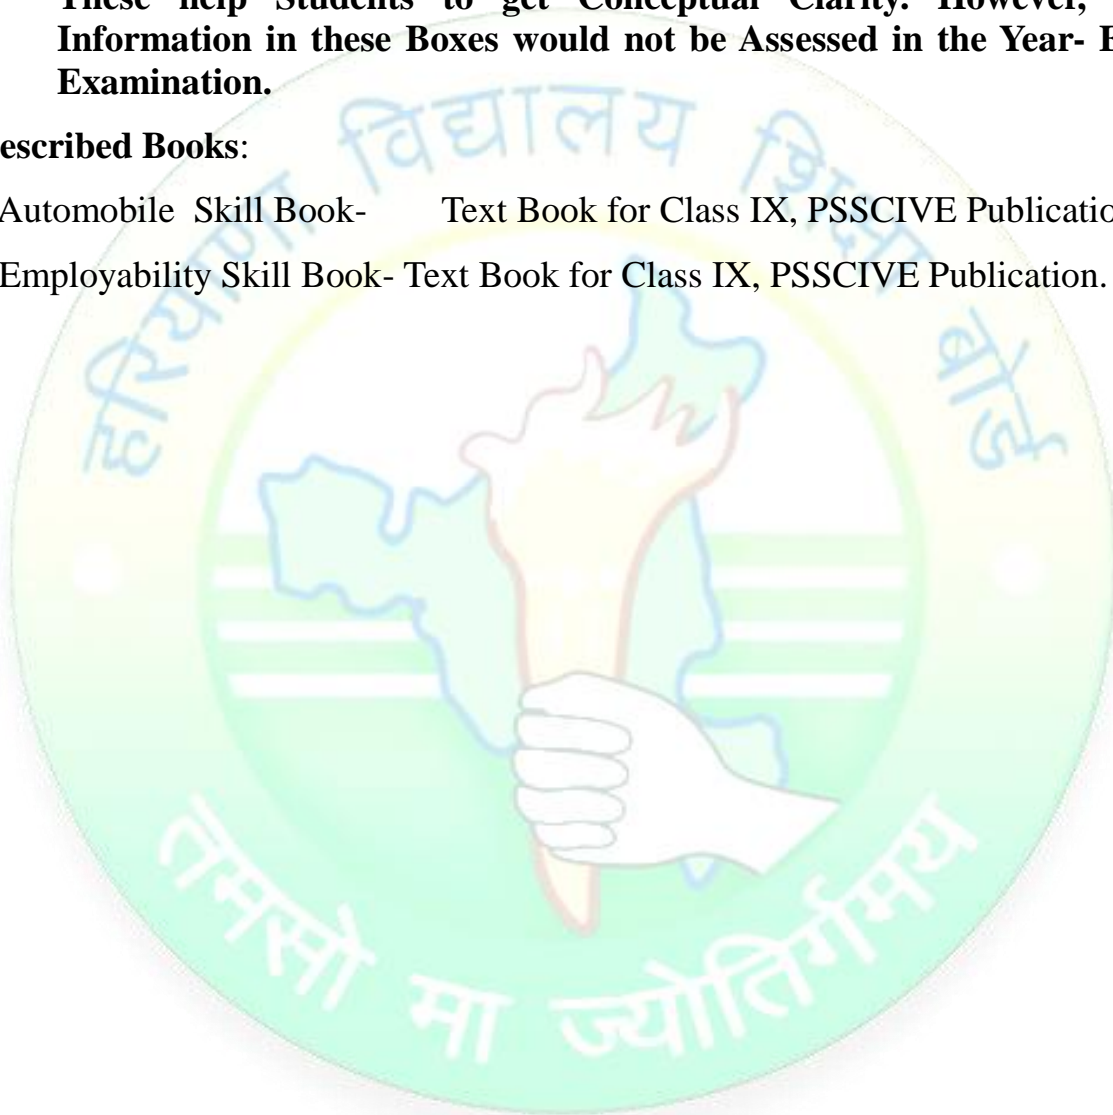 These help Students to get Conceptual Clarity. However,
Information in these Boxes would not be Assessed in the Year- E
Examination.
escribed Books:
Automobile Skill Book- Text Book for Class IX, PSSCIVE Publicatio
Employability Skill Book- Text Book for Class IX, PSSCIVE Publication.
हरियाणा विद्यालय शिक्षा बोर्ड
तमसो मा ज्योतिर्गमय